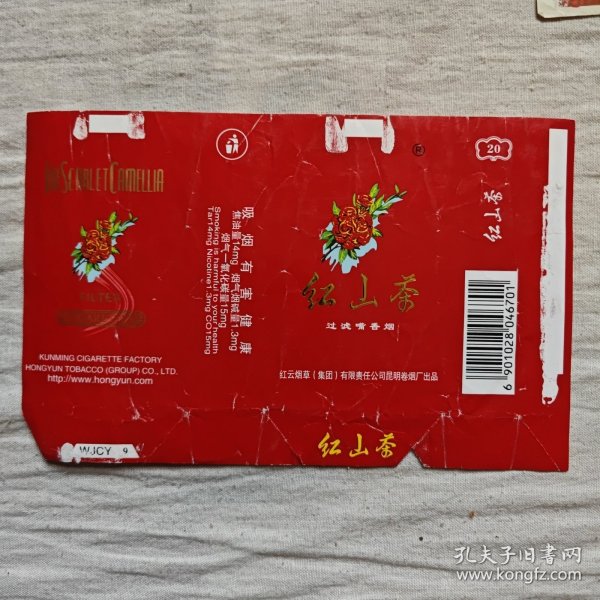 THE SCARLET CAMELLIA
FILTER
KUNMING CIGARETTE FACTORY
HONGYUN TOBACCO (GROUP) CO., LTD.
http://www.hongyun.com
WJCY 9
吸烟有害健康
焦油量14mg 烟气烟碱量1.3mg
烟气一氧化碳量15mg
Smoking is harmful to your health
Tar14mg Nicotine1.3mg CO15mg
®
红山茶
过滤嘴香烟
红云烟草(集团)有限责任公司昆明卷烟厂出品
红山茶
20
红山茶
6 901028 046701
孔夫子旧书网
www.kongfz.com